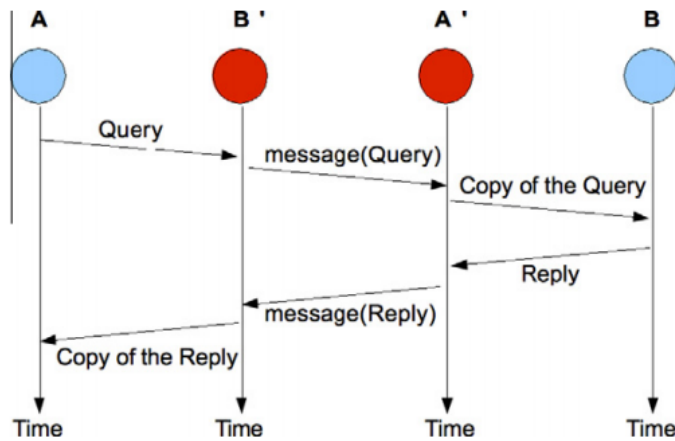 A B ' A ' B
Query
message(Query)
Copy of the Query
Reply
message(Reply)
Copy of the Reply
Time Time Time Time